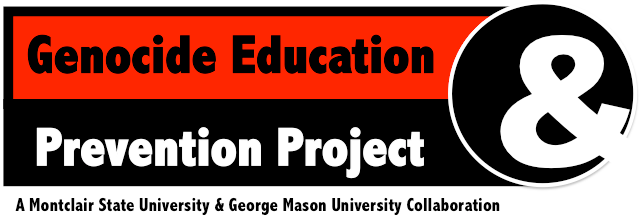 Genocide Education
&
Prevention Project
A Montclair State University & George Mason University Collaboration